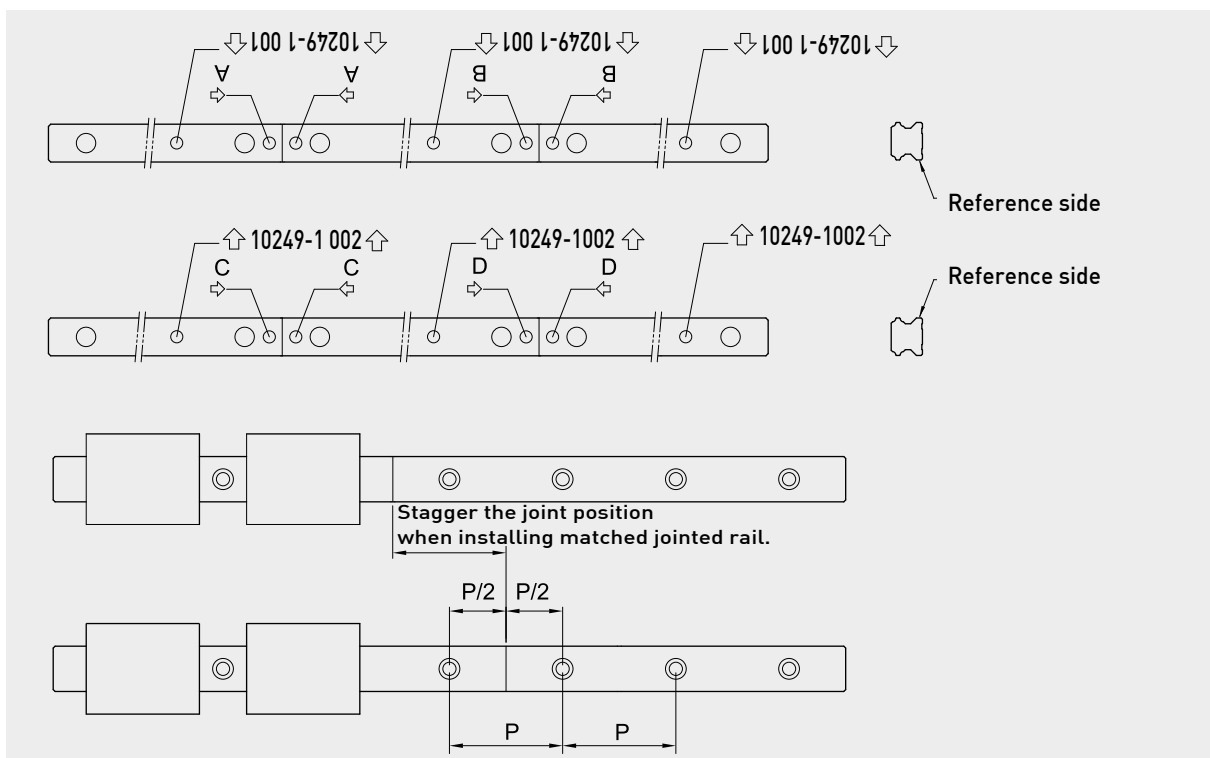 10249-1 001 10249-1 001 10249-1 001
A A B B
Reference side
10249-1 002 10249-1002 10249-1002
C C D D
Reference side
Stagger the joint position
when installing matched jointed rail.
P/2 P/2
P P